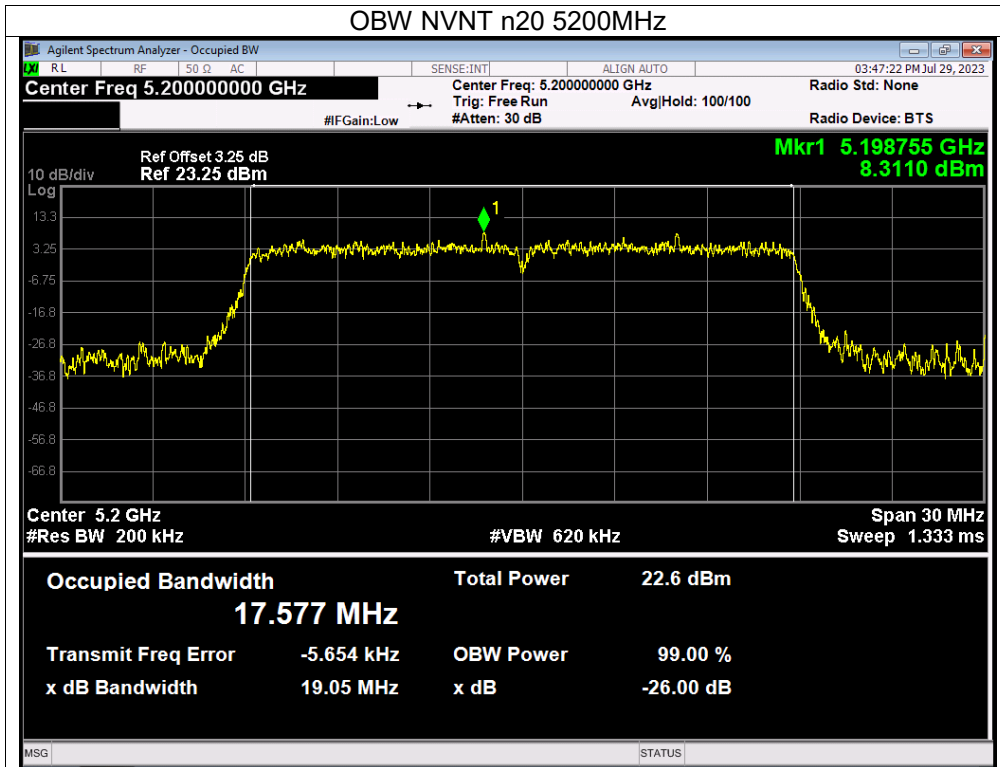 OBW NVNT n20 5200MHz
Agilent Spectrum Analyzer - Occupied BW
LXI RL RF 50 Ω AC SENSE:INT ALIGN AUTO 03:47:22 PM Jul 29, 2023
Center Freq 5.200000000 GHz Center Freq: 5.200000000 GHz Radio Std: None
Trig: Free Run Avg|Hold: 100/100
#IFGain:Low #Atten: 30 dB Radio Device: BTS
Mkr1 5.198755 GHz
8.3110 dBm
Ref Offset 3.25 dB
10 dB/div Ref 23.25 dBm
Log
1
13.3
3.25
-6.75
-16.8
-26.8
-36.8
-46.8
-56.8
-66.8
Center 5.2 GHz Span 30 MHz
#Res BW 200 kHz #VBW 620 kHz Sweep 1.333 ms
Occupied Bandwidth Total Power 22.6 dBm
17.577 MHz
Transmit Freq Error -5.654 kHz OBW Power 99.00 %
x dB Bandwidth 19.05 MHz x dB -26.00 dB
MSG STATUS